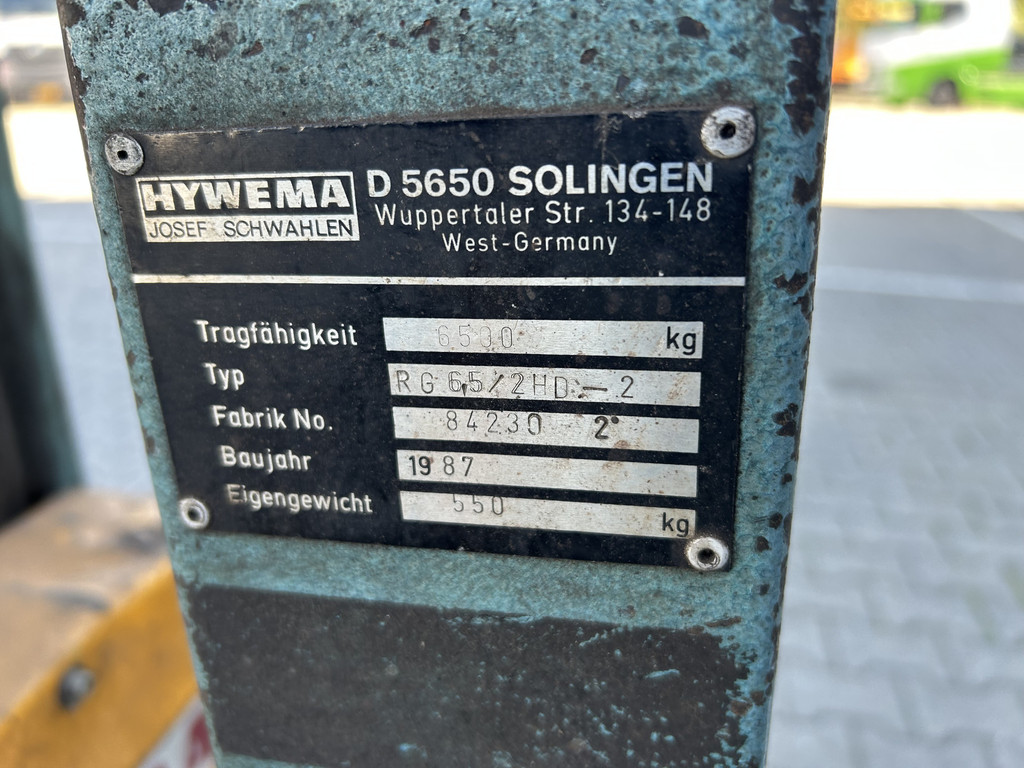 HYWEMA
JOSEF SCHWAHLEN
D 5650 SOLINGEN
Wuppertaler Str. 134-148
West-Germany
Tragfähigkeit 6500 kg
Typ RG 65/2HD - 2
Fabrik No. 84230 2
Baujahr 1987
Eigengewicht 550 kg